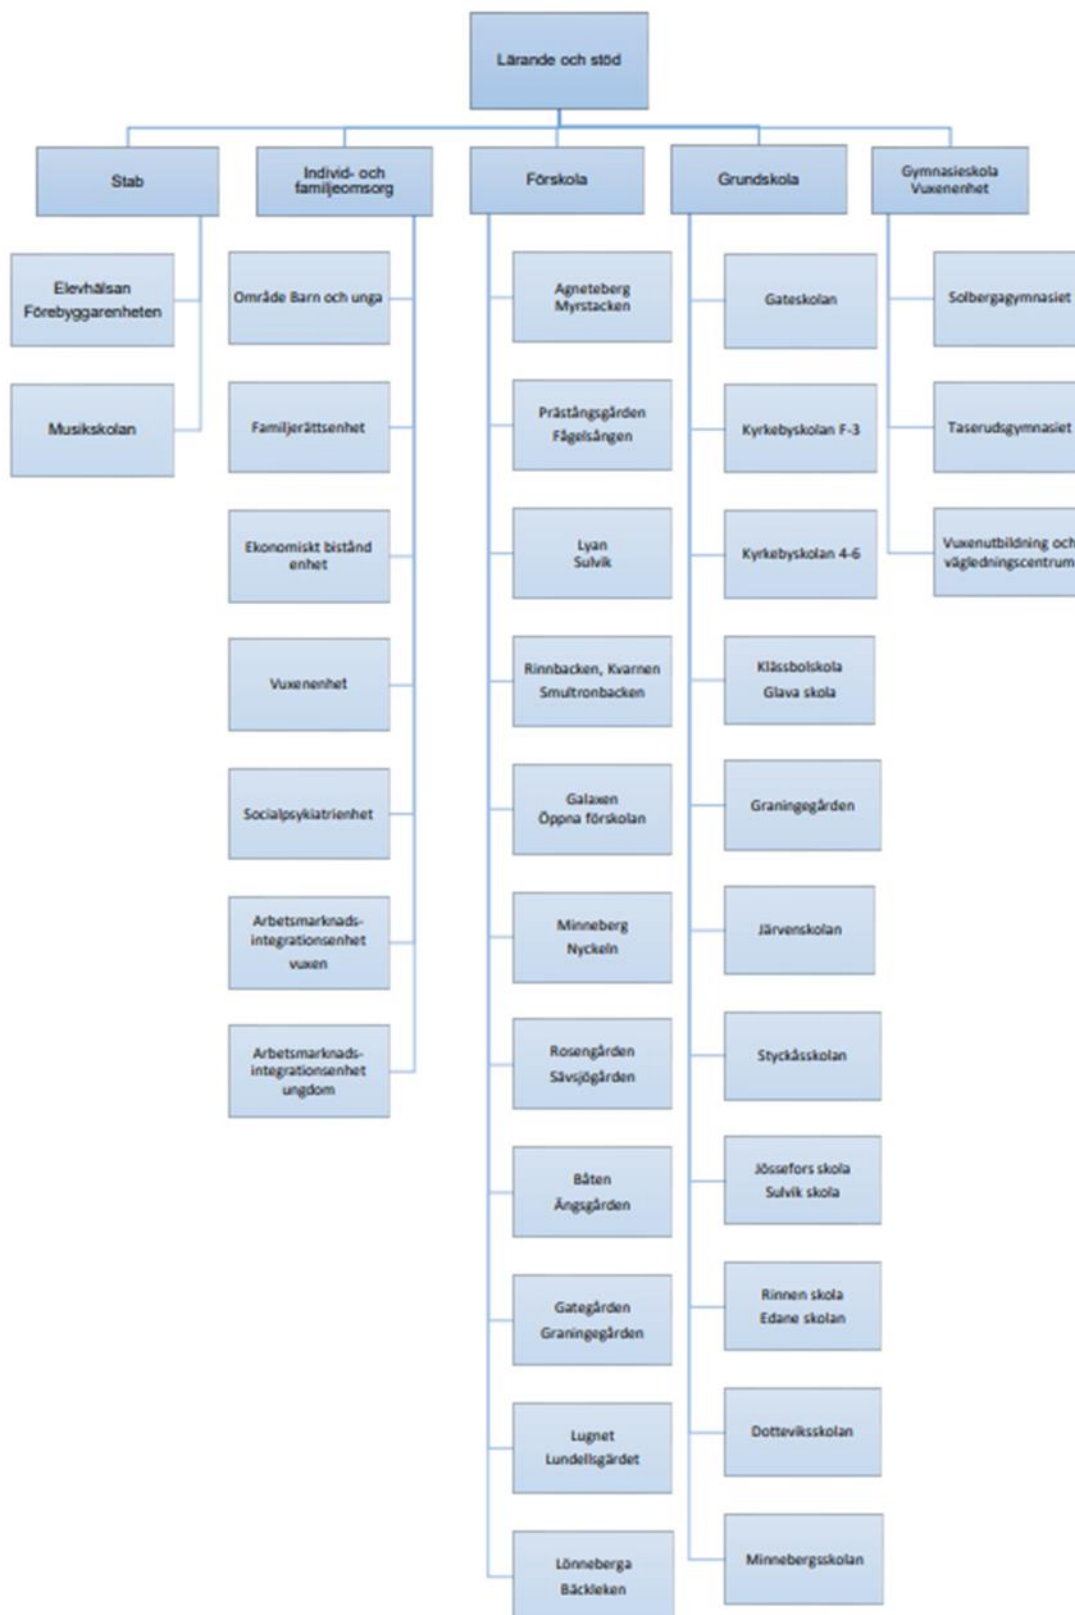 Lärande och stöd
Stab
Elevhälsan
Förebyggarenheten
Musikskolan
Individ- och
familjeomsorg
Område Barn och unga
Familjerättsenhet
Ekonomiskt bistånd
enhet
Vuxenenhet
Socialpsykiatrienhet
Arbetsmarknads-
integrationsenhet
vuxen
Arbetsmarknads-
integrationsenhet
ungdom
Förskola
Agneteberg
Myrstacken
Prästångsgården
Fågelsången
Lyan
Sulvik
Rinnbacken, Kvarnen
Smultronbacken
Galaxen
Öppna förskolan
Minneberg
Nyckeln
Rosengården
Sävsjögården
Båten
Ängsgården
Gategården
Graningegården
Lugnet
Lundellsgärdet
Lönneberga
Bäckleken
Grundskola
Gateskolan
Kyrkebyskolan F-3
Kyrkebyskolan 4-6
Klässbolskola
Glava skola
Graningegården
Järvenskolan
Styckåsskolan
Jössefors skola
Sulvik skola
Rinnen skola
Edane skolan
Dotteviksskolan
Minnebergsskolan
Gymnasieskola
Vuxenenhet
Solbergagymnasiet
Taserudsgymnasiet
Vuxenutbildning och
vägledningscentrum